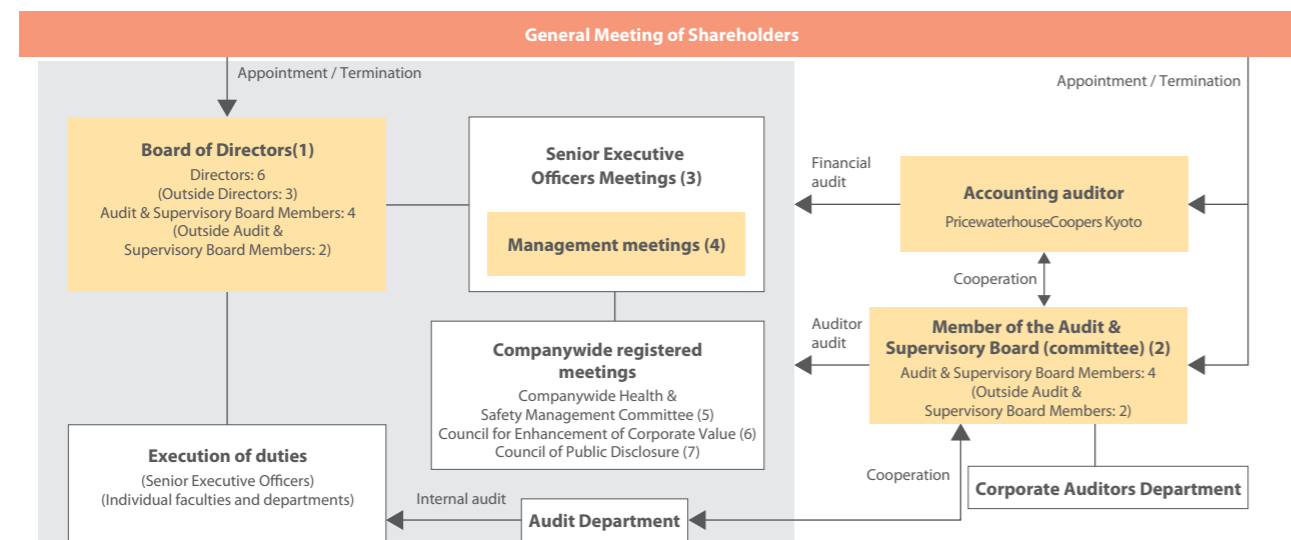 General Meeting of Shareholders
Appointment / Termination
Appointment / Termination
Board of Directors(1)
Directors: 6
(Outside Directors: 3)
Audit & Supervisory Board Members: 4
(Outside Audit &
Supervisory Board Members: 2)
Senior Executive
Officers Meetings (3)
Management meetings (4)
Financial
audit
Accounting auditor
PricewaterhouseCoopers Kyoto
Cooperation
Companywide registered
meetings
Companywide Health &
Safety Management Committee (5)
Council for Enhancement of Corporate Value (6)
Council of Public Disclosure (7)
Auditor
audit
Member of the Audit &
Supervisory Board (committee) (2)
Audit & Supervisory Board Members: 4
(Outside Audit &
Supervisory Board Members: 2)
Execution of duties
(Senior Executive Officers)
(Individual faculties and departments)
Internal audit
Audit Department
Cooperation
Corporate Auditors Department